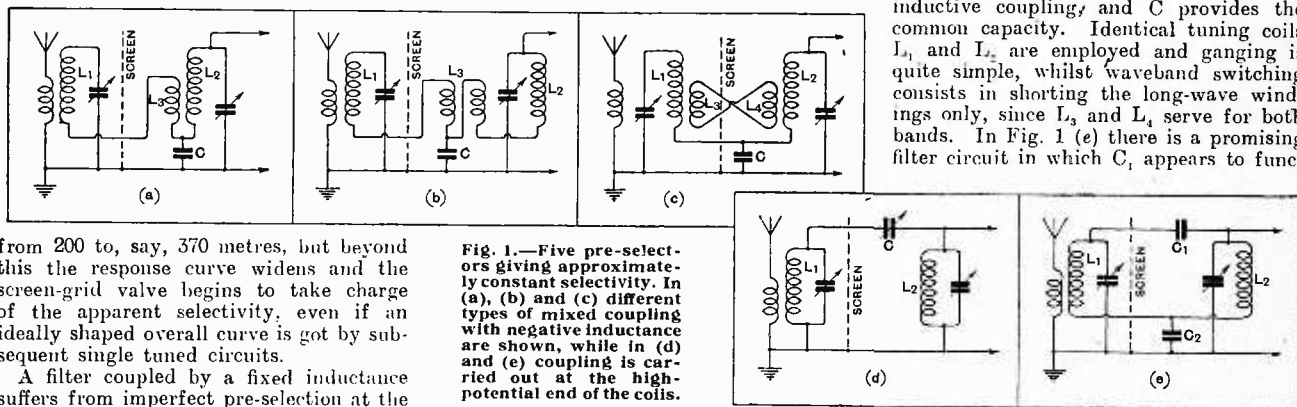 L₁
SCREEN
L₃
L₂
C
(a)
L₁
SCREEN
L₃
L₂
C
(b)
L₁
SCREEN
L₃
L₄
L₂
C
(c)
inductive coupling, and C provides the
common capacity. Identical tuning coils
L₁ and L₂ are employed and ganging is
quite simple, whilst waveband switching
consists in shorting the long-wave wind-
ings only, since L₃ and L₄ serve for both
bands. In Fig. 1 (e) there is a promising
filter circuit in which C₁ appears to func-
from 200 to, say, 370 metres, but beyond
this the response curve widens and the
screen-grid valve begins to take charge
of the apparent selectivity, even if an
ideally shaped overall curve is got by sub-
sequent single tuned circuits.
A filter coupled by a fixed inductance
suffers from imperfect pre-selection at the
Fig. 1.—Five pre-select-
ors giving approximate-
ly constant selectivity. In
(a), (b) and (c) different
types of mixed coupling
with negative inductance
are shown, while in (d)
and (e) coupling is car-
ried out at the high-
potential end of the coils.
L₁
SCREEN
C
L₂
(d)
L₁
SCREEN
C₁
L₂
C₂
(e)